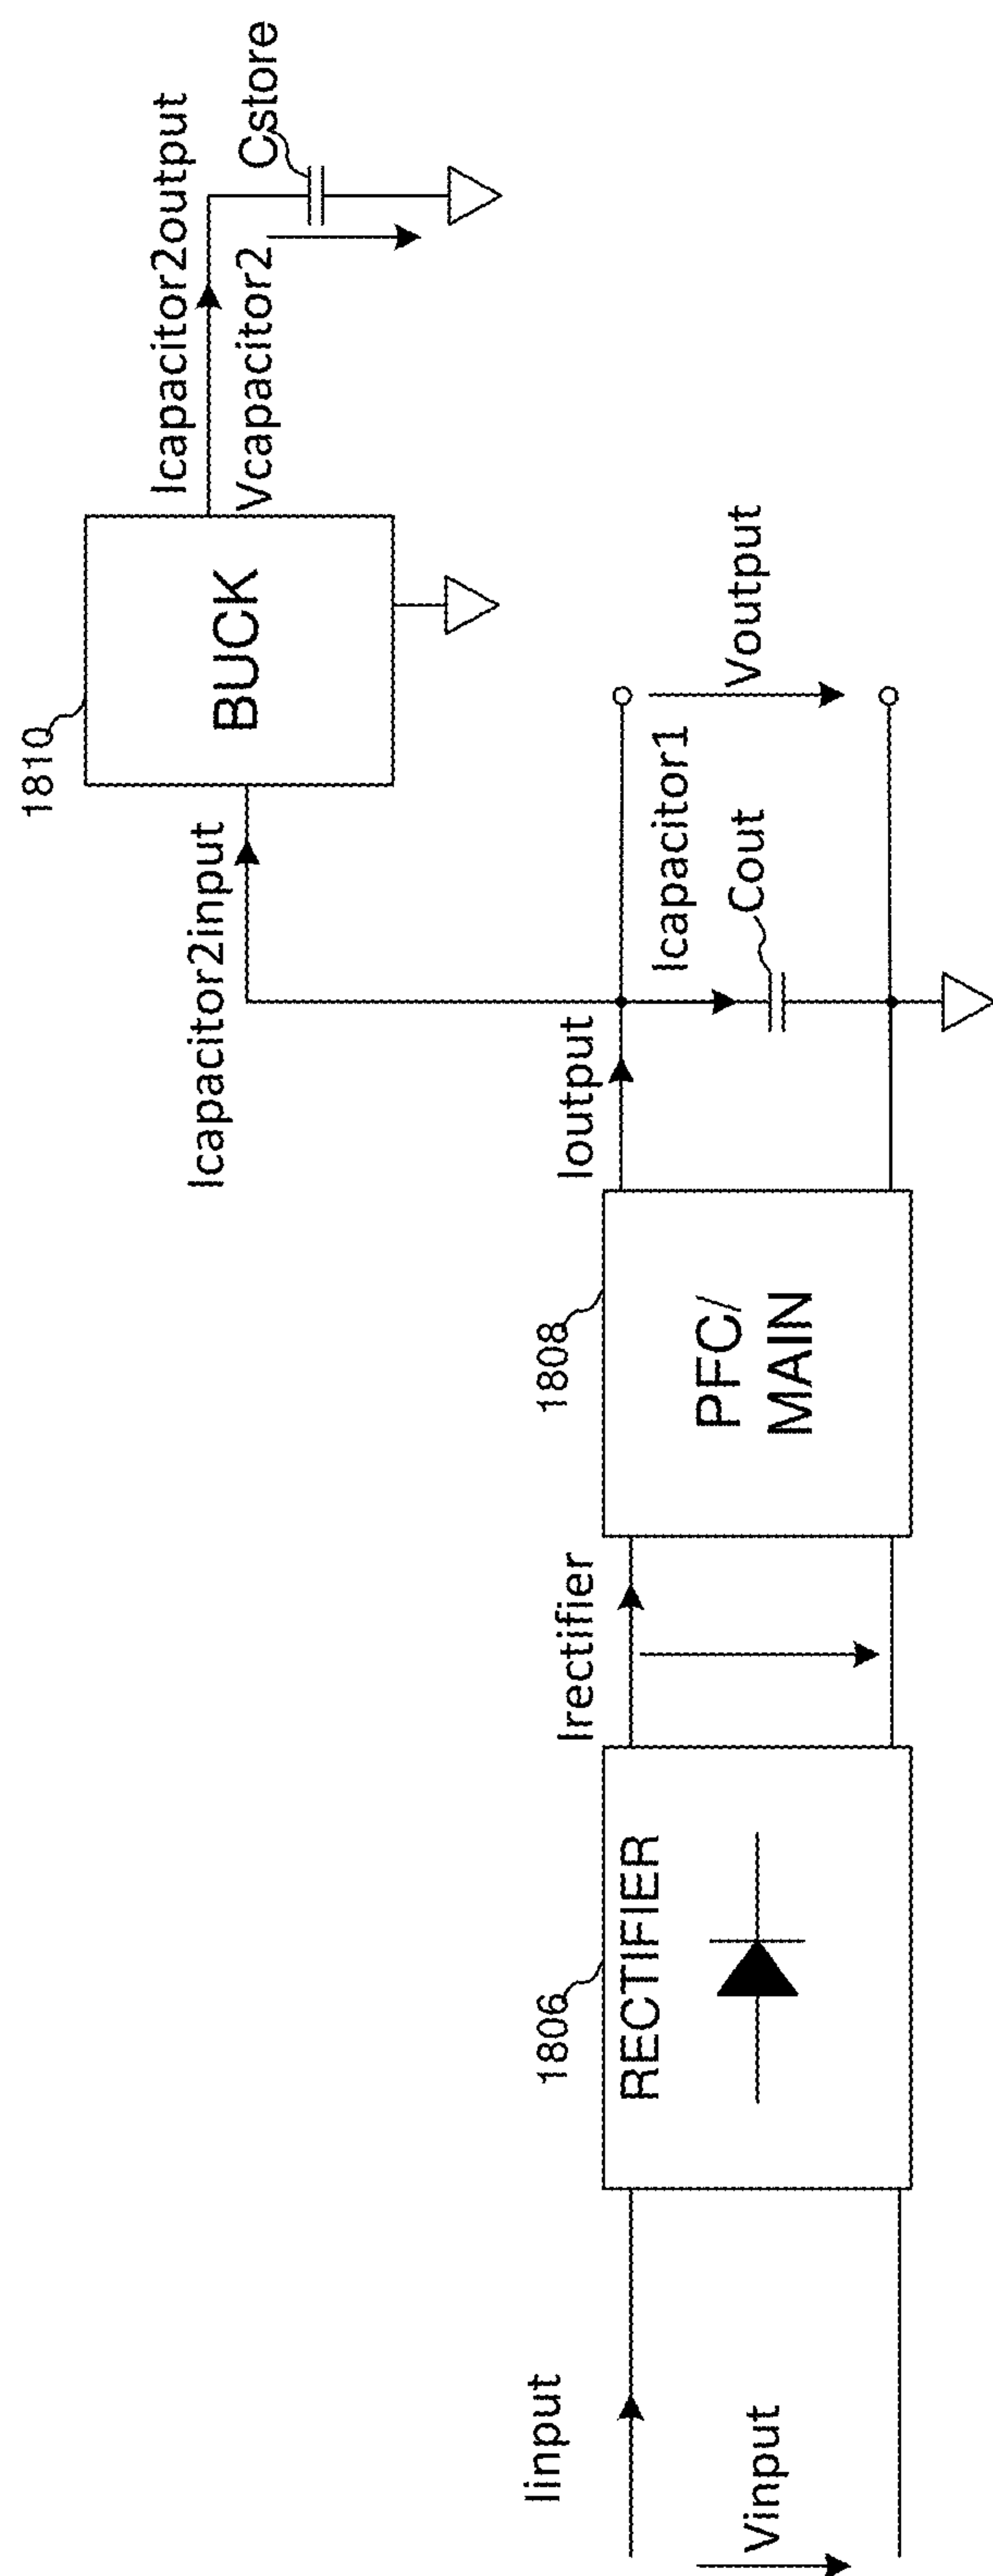 1810
BUCK
Icapacitor2input
Icapacitor2output
Vcapacitor2
Cstore
Iinput
Vinput
1806
RECTIFIER
Irectifier
1808
PFC/
MAIN
Ioutput
Icapacitor1
Cout
Voutput